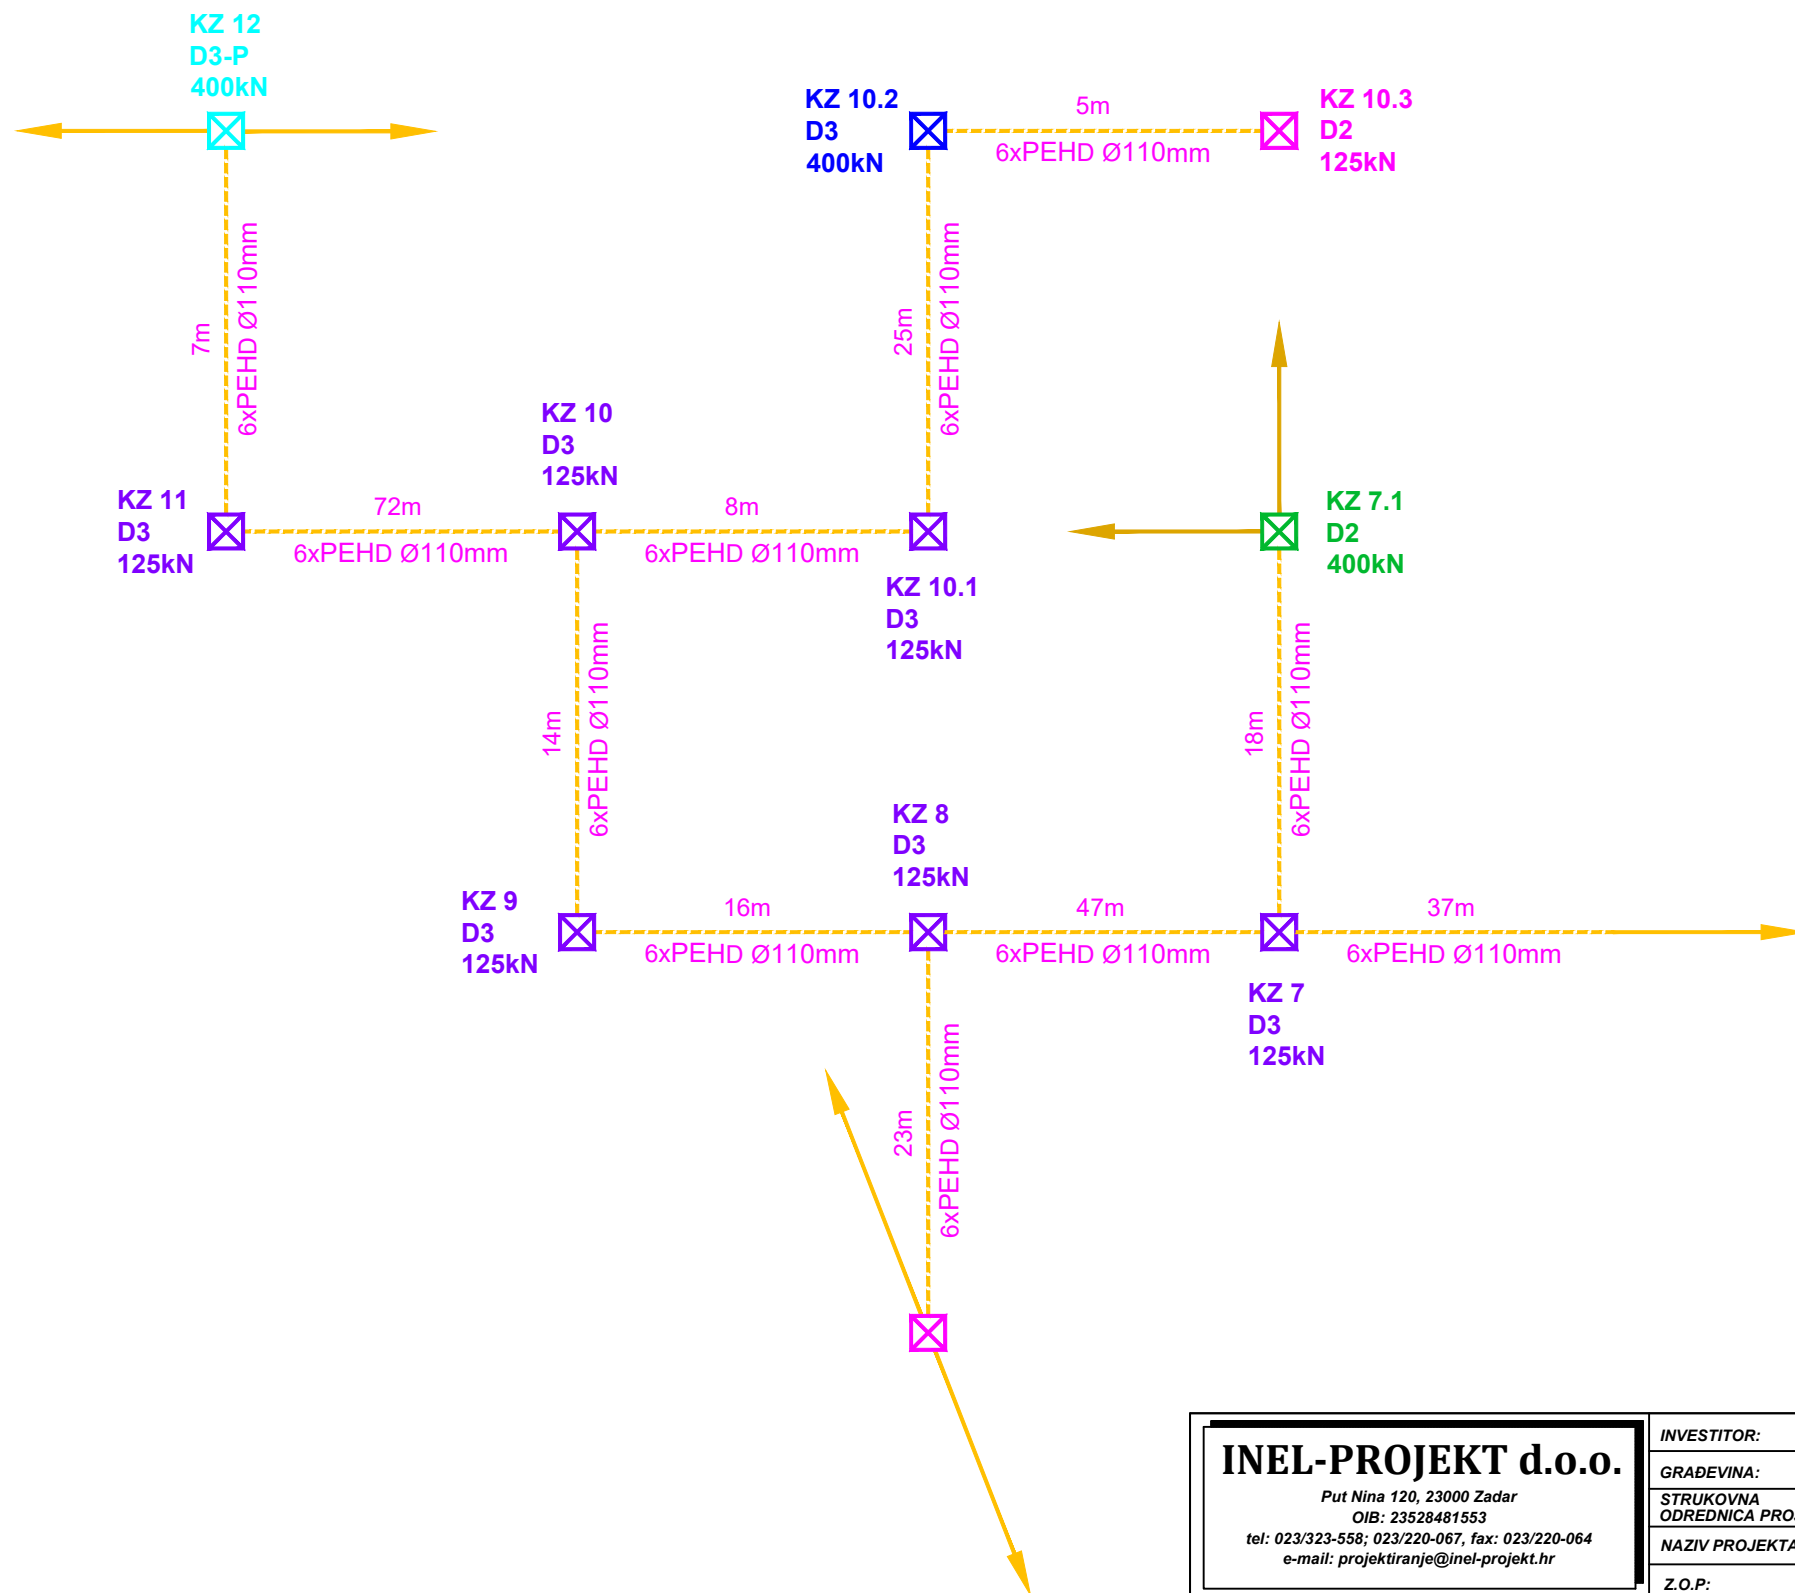 KZ 12
D3-P
400kN
KZ 10.2
D3
400kN
5m
6xPEHD Ø110mm
KZ 10.3
D2
125kN
7m
6xPEHD Ø110mm
25m
6xPEHD Ø110mm
KZ 10
D3
125kN
KZ 11
D3
125kN
72m
6xPEHD Ø110mm
8m
6xPEHD Ø110mm
KZ 7.1
D2
400kN
KZ 10.1
D3
125kN
14m
6xPEHD Ø110mm
18m
6xPEHD Ø110mm
KZ 8
D3
125kN
KZ 9
D3
125kN
16m
6xPEHD Ø110mm
47m
6xPEHD Ø110mm
37m
6xPEHD Ø110mm
KZ 7
D3
125kN
23m
6xPEHD Ø110mm
INEL-PROJEKT d.o.o.
Put Nina 120, 23000 Zadar
OIB: 23528481553
tel: 023/323-558; 023/220-067, fax: 023/220-064
e-mail: projektiranje@inel-projekt.hr
INVESTITOR:
GRAĐEVINA:
STRUKOVNA
ODREDNICA
NAZIV PROJEKTA
Z.O.P: